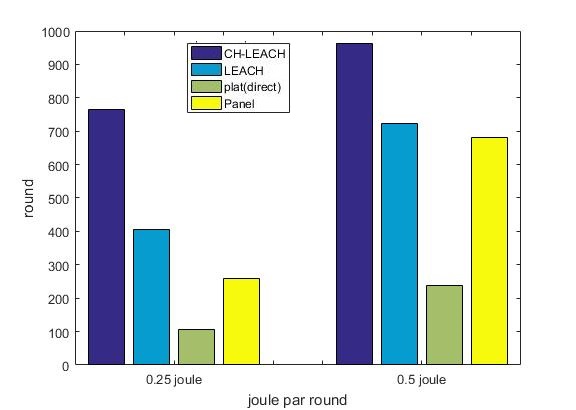 1000
900
800
700
600
500
400
300
200
100
0
round
CH-LEACH
LEACH
plat(direct)
Panel
0.25 joule
0.5 joule
joule par round